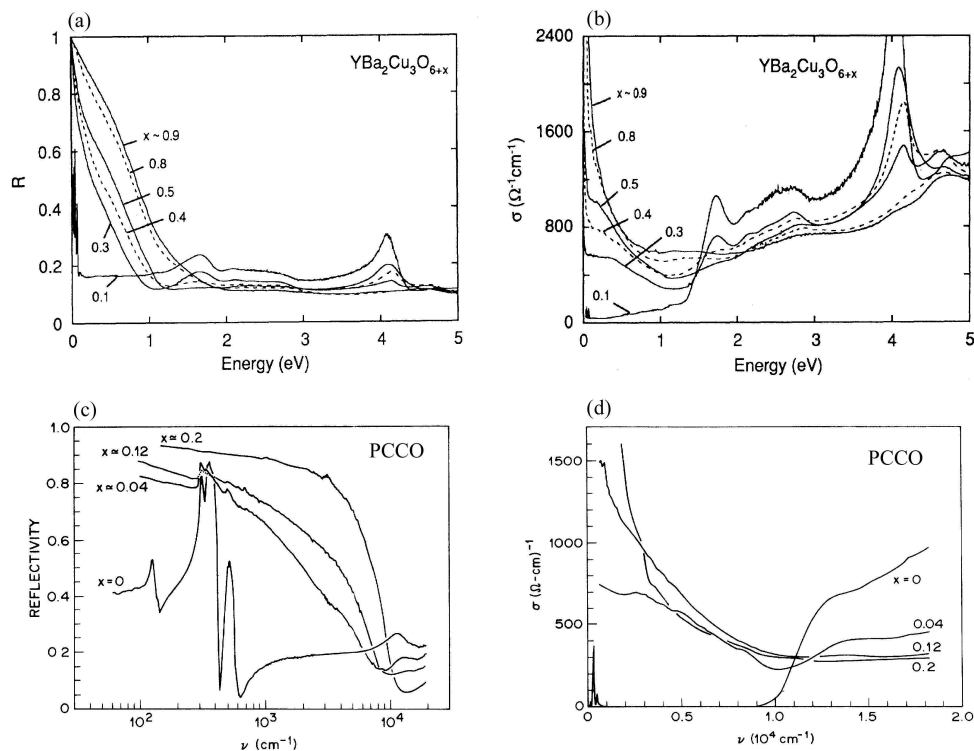 (a)
YBa2Cu3O6+x
x ~ 0.9
0.8
0.5
0.4
0.3
0.1
R
1
0.8
0.6
0.4
0.2
0
0 1 2 3 4 5
Energy (eV)
(b)
YBa2Cu3O6+x
x ~ 0.9
0.8
0.5
0.4
0.3
0.1
σ (Ω-1cm-1)
2400
1600
800
0
0 1 2 3 4 5
Energy (eV)
(c)
PCCO
x ≃ 0.2
x ≃ 0.12
x ≃ 0.04
x = 0
REFLECTIVITY
1.0
0.8
0.6
0.4
0.2
0
10^2 10^3 10^4
ν (cm-1)
(d)
PCCO
x = 0
0.04
0.12
0.2
σ (Ω-cm)-1
1500
1000
500
0
0 0.5 1.0 1.5 2.0
ν (10^4 cm-1)